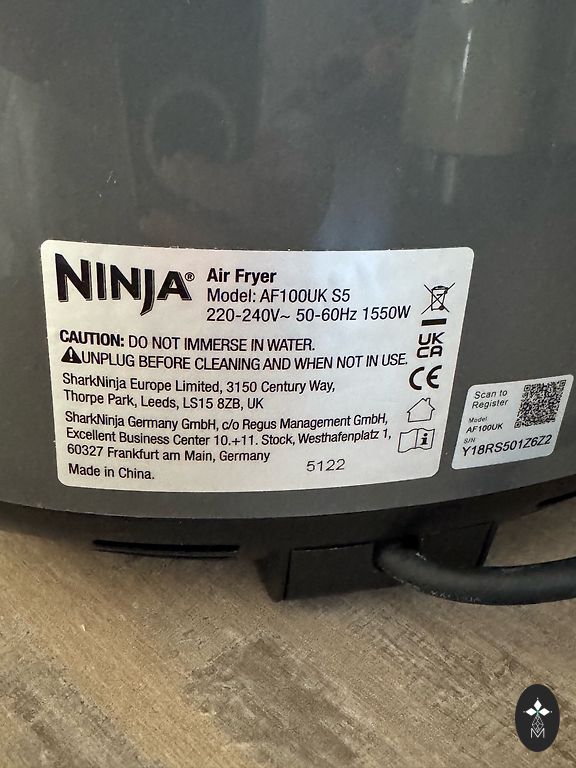 NINJA® Air Fryer
Model: AF100UK S5
220-240V~ 50-60Hz 1550W
CAUTION: DO NOT IMMERSE IN WATER.
UNPLUG BEFORE CLEANING AND WHEN NOT IN USE.
SharkNinja Europe Limited, 3150 Century Way,
Thorpe Park, Leeds, LS15 8ZB, UK
SharkNinja Germany GmbH, c/o Regus Management GmbH,
Excellent Business Center 10.+11. Stock, Westhafenplatz 1,
60327 Frankfurt am Main, Germany
Made in China.
5122
UK
CA
CE
Scan to
Register
Model
AF100UK
S/N
Y18RS501Z6Z2
M